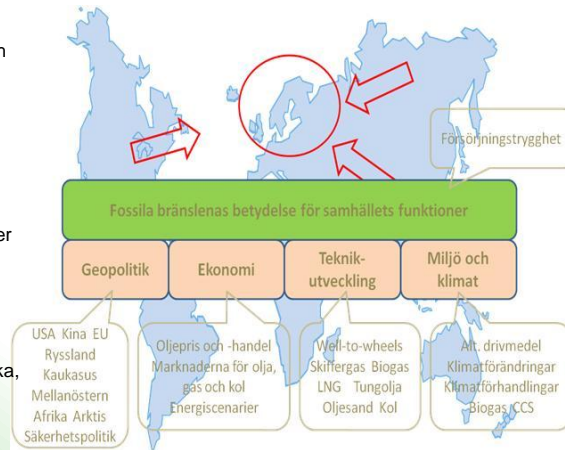 n
er
ka,
Försörjningstrygghet
Fossila bränslenas betydelse för samhällets funktioner
Geopolitik
Ekonomi
Teknik-
utveckling
Miljö och
klimat
USA Kina EU
Ryssland
Kaukasus
Mellanöstern
Afrika Arktis
Säkerhetspolitik
Oljepris och -handel
Marknaderna för olja,
gas och kol
Energiscenarier
Well-to-wheels
Skiffergas Biogas
LNG Tungolja
Oljesand Kol
Alt. drivmedel
Klimatförändringar
Klimatförhandlingar
Biogas CCS